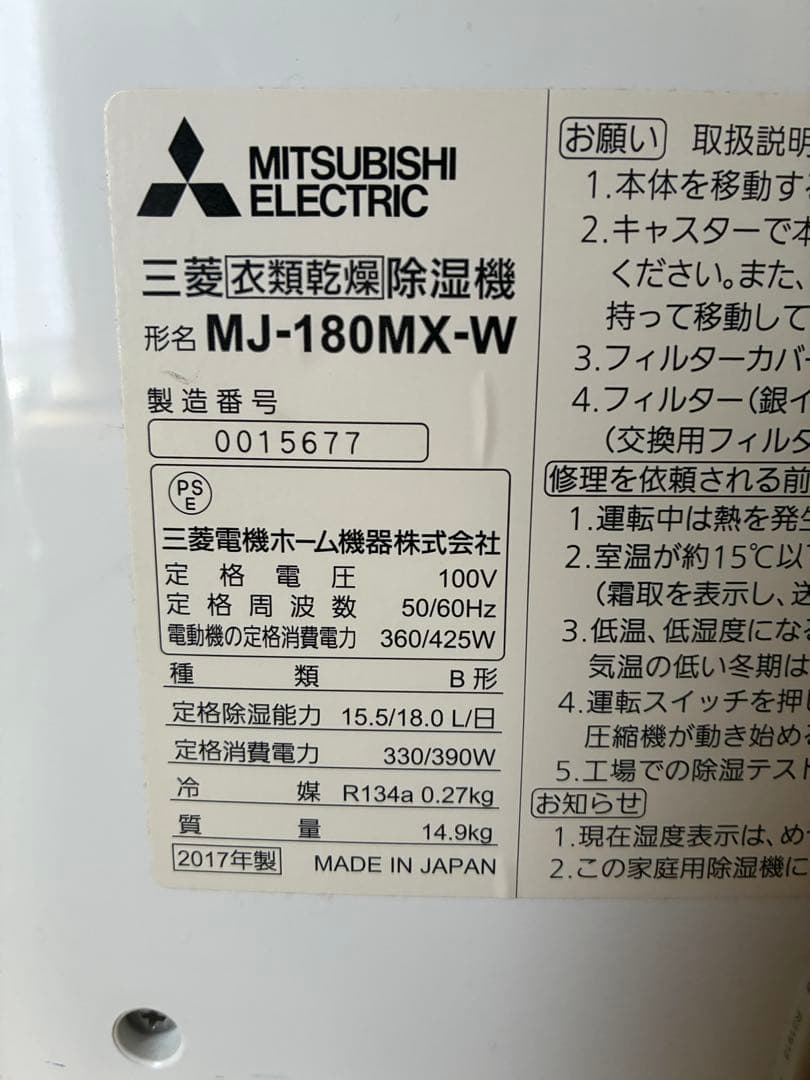 MITSUBISHI
ELECTRIC
三菱衣類乾燥除湿機
形名 MJ-180MX-W
製造番号
0015677
PS
E
三菱電機ホーム機器株式会社
定格電圧 100V
定格周波数 50/60Hz
電動機の定格消費電力 360/425W
種類 B形
定格除湿能力 15.5/18.0 L/日
定格消費電力 330/390W
冷媒 R134a 0.27kg
質量 14.9kg
2017年製 MADE IN JAPAN
お願い 取扱説明
1.本体を移動す
2.キャスターで本
ください。また、
持って移動して
3.フィルターカバー
4.フィルター(銀イ
(交換用フィルタ
修理を依頼される前
1.運転中は熱を発生
2.室温が約15℃以下
(霜取を表示し、送
3.低温、低湿度にな
気温の低い冬期は
4.運転スイッチを押
圧縮機が動き始め
5.工場での除湿テスト
お知らせ
1.現在湿度表示は、め
2.この家庭用除湿機に